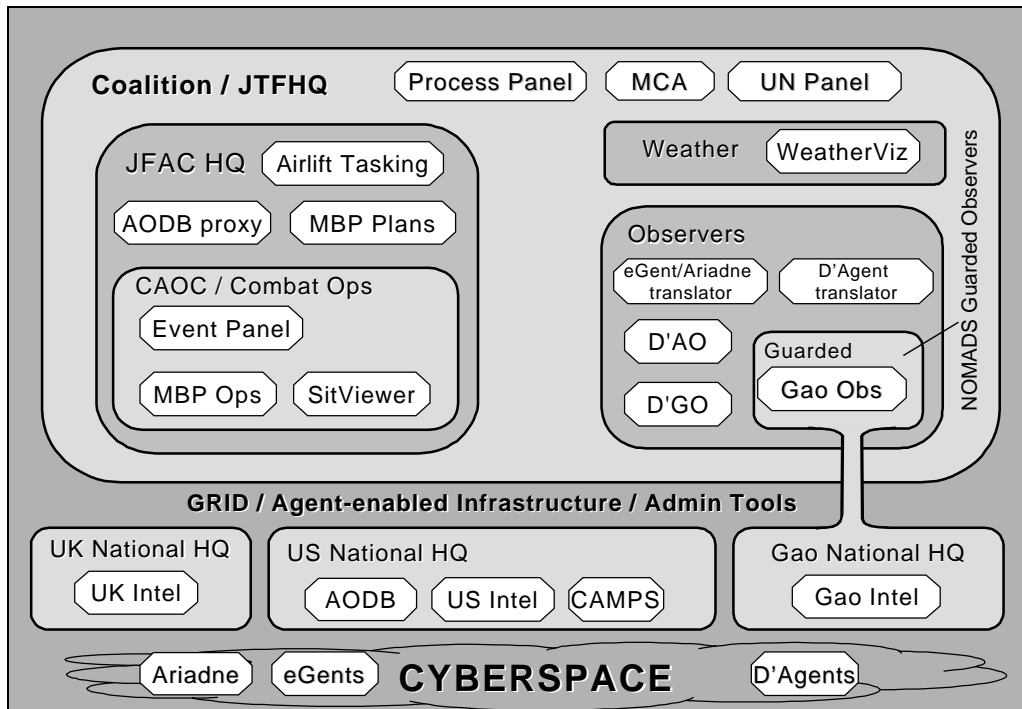 Coalition / JTFHQ
Process Panel
MCA
UN Panel
JFAC HQ
Airlift Tasking
AODB proxy
MBP Plans
CAOC / Combat Ops
Event Panel
MBP Ops
SitViewer
Weather
WeatherViz
Observers
eGent/Ariadne
translator
D'Agent
translator
D'AO
D'GO
Guarded
Gao Obs
NOMADS Guarded Observers
GRID / Agent-enabled Infrastructure / Admin Tools
UK National HQ
UK Intel
US National HQ
AODB
US Intel
CAMPS
Gao National HQ
Gao Intel
Ariadne
eGents
CYBERSPACE
D'Agents